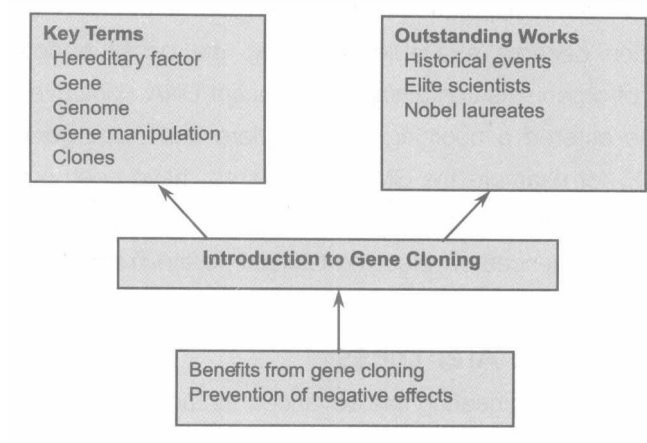 Key Terms
Hereditary factor
Gene
Genome
Gene manipulation
Clones
Outstanding Works
Historical events
Elite scientists
Nobel laureates
Introduction to Gene Cloning
Benefits from gene cloning
Prevention of negative effects